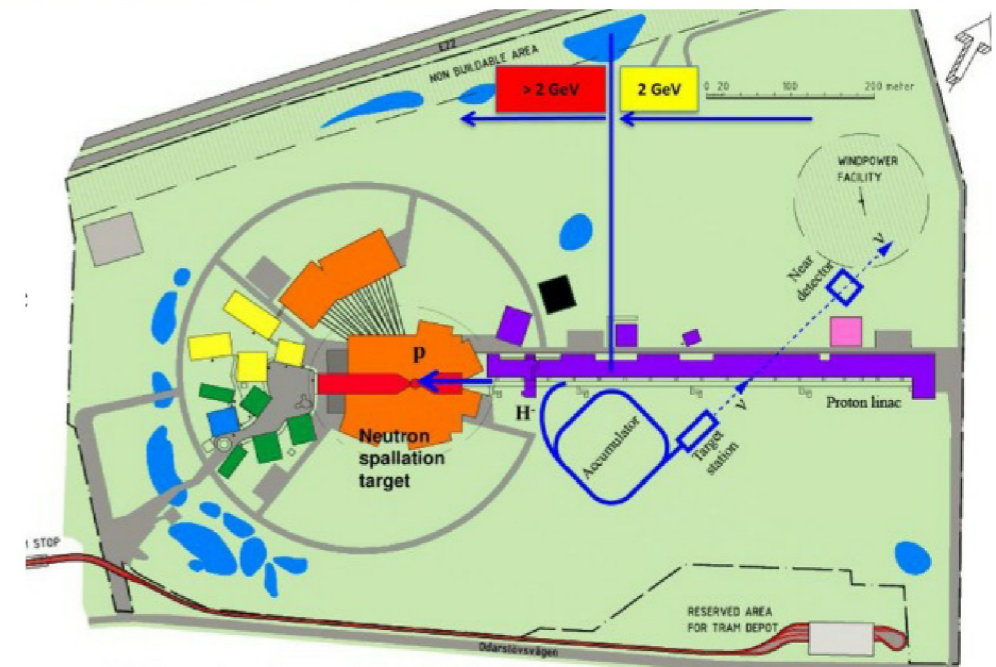 E22
NON BUILDABLE AREA
> 2 GeV
2 GeV
0 20 100 200 meter
WINDPOWER
FACILITY
ν
Near
detector
p
H-
ν
Proton linac
Accumulator
Target
station
Neutron
spallation
target
STOP
RESERVED AREA
FOR TRAM DEPOT
Odarslövsvägen